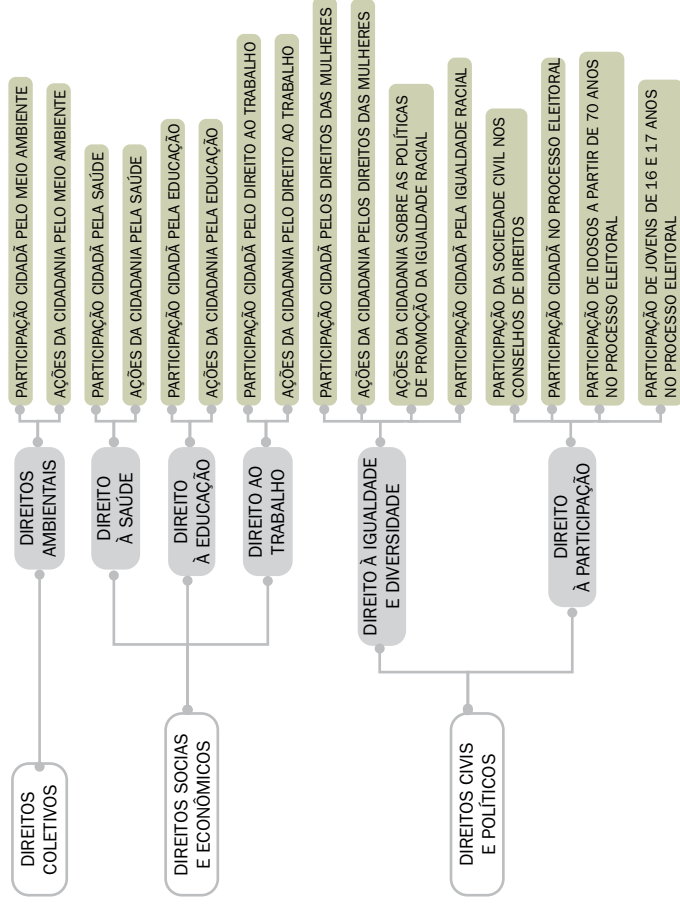 DIREITOS
COLETIVOS
DIREITOS
AMBIENTAIS
PARTICIPAÇÃO CIDADÃ PELO MEIO AMBIENTE
AÇÕES DA CIDADANIA PELO MEIO AMBIENTE
DIREITOS SOCIAS
E ECONÔMICOS
DIREITO
À SAÚDE
PARTICIPAÇÃO CIDADÃ PELA SAÚDE
AÇÕES DA CIDADANIA PELA SAÚDE
DIREITO
À EDUCAÇÃO
PARTICIPAÇÃO CIDADÃ PELA EDUCAÇÃO
AÇÕES DA CIDADANIA PELA EDUCAÇÃO
DIREITO AO
TRABALHO
PARTICIPAÇÃO CIDADÃ PELO DIREITO AO TRABALHO
AÇÕES DA CIDADANIA PELO DIREITO AO TRABALHO
DIREITOS CIVIS
E POLÍTICOS
DIREITO À IGUALDADE
E DIVERSIDADE
PARTICIPAÇÃO CIDADÃ PELOS DIREITOS DAS MULHERES
AÇÕES DA CIDADANIA PELOS DIREITOS DAS MULHERES
AÇÕES DA CIDADANIA SOBRE AS POLÍTICAS
DE PROMOÇÃO DA IGUALDADE RACIAL
PARTICIPAÇÃO CIDADÃ PELA IGUALDADE RACIAL
DIREITO
À PARTICIPAÇÃO
PARTICIPAÇÃO DA SOCIEDADE CIVIL NOS
CONSELHOS DE DIREITOS
PARTICIPAÇÃO CIDADÃ NO PROCESSO ELEITORAL
PARTICIPAÇÃO DE IDOSOS A PARTIR DE 70 ANOS
NO PROCESSO ELEITORAL
PARTICIPAÇÃO DE JOVENS DE 16 E 17 ANOS
NO PROCESSO ELEITORAL